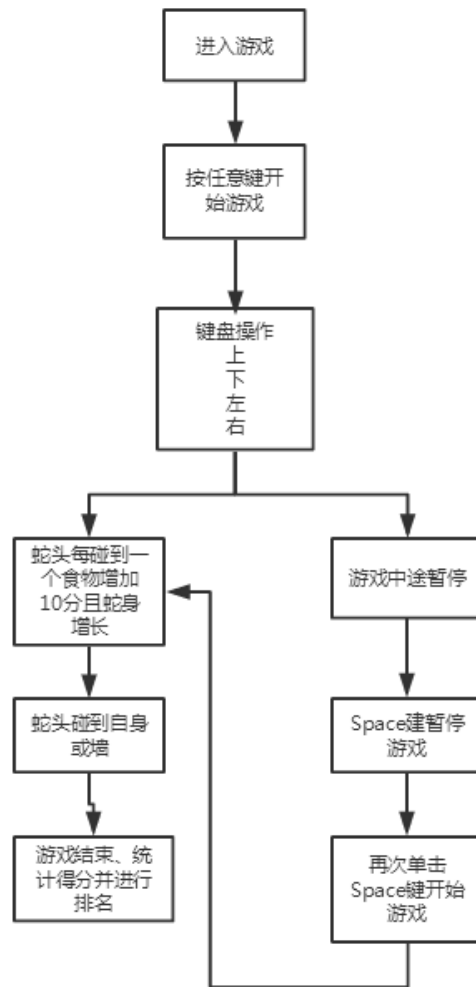 进入游戏
按任意键开
始游戏
键盘操作
上
下
左
右
蛇头每碰到一
个食物增加
10分且蛇身
增长
游戏中途暂停
蛇头碰到自身
或墙
Space建暂停
游戏
游戏结束、统
计得分并进行
排名
再次单击
Space键开始
游戏